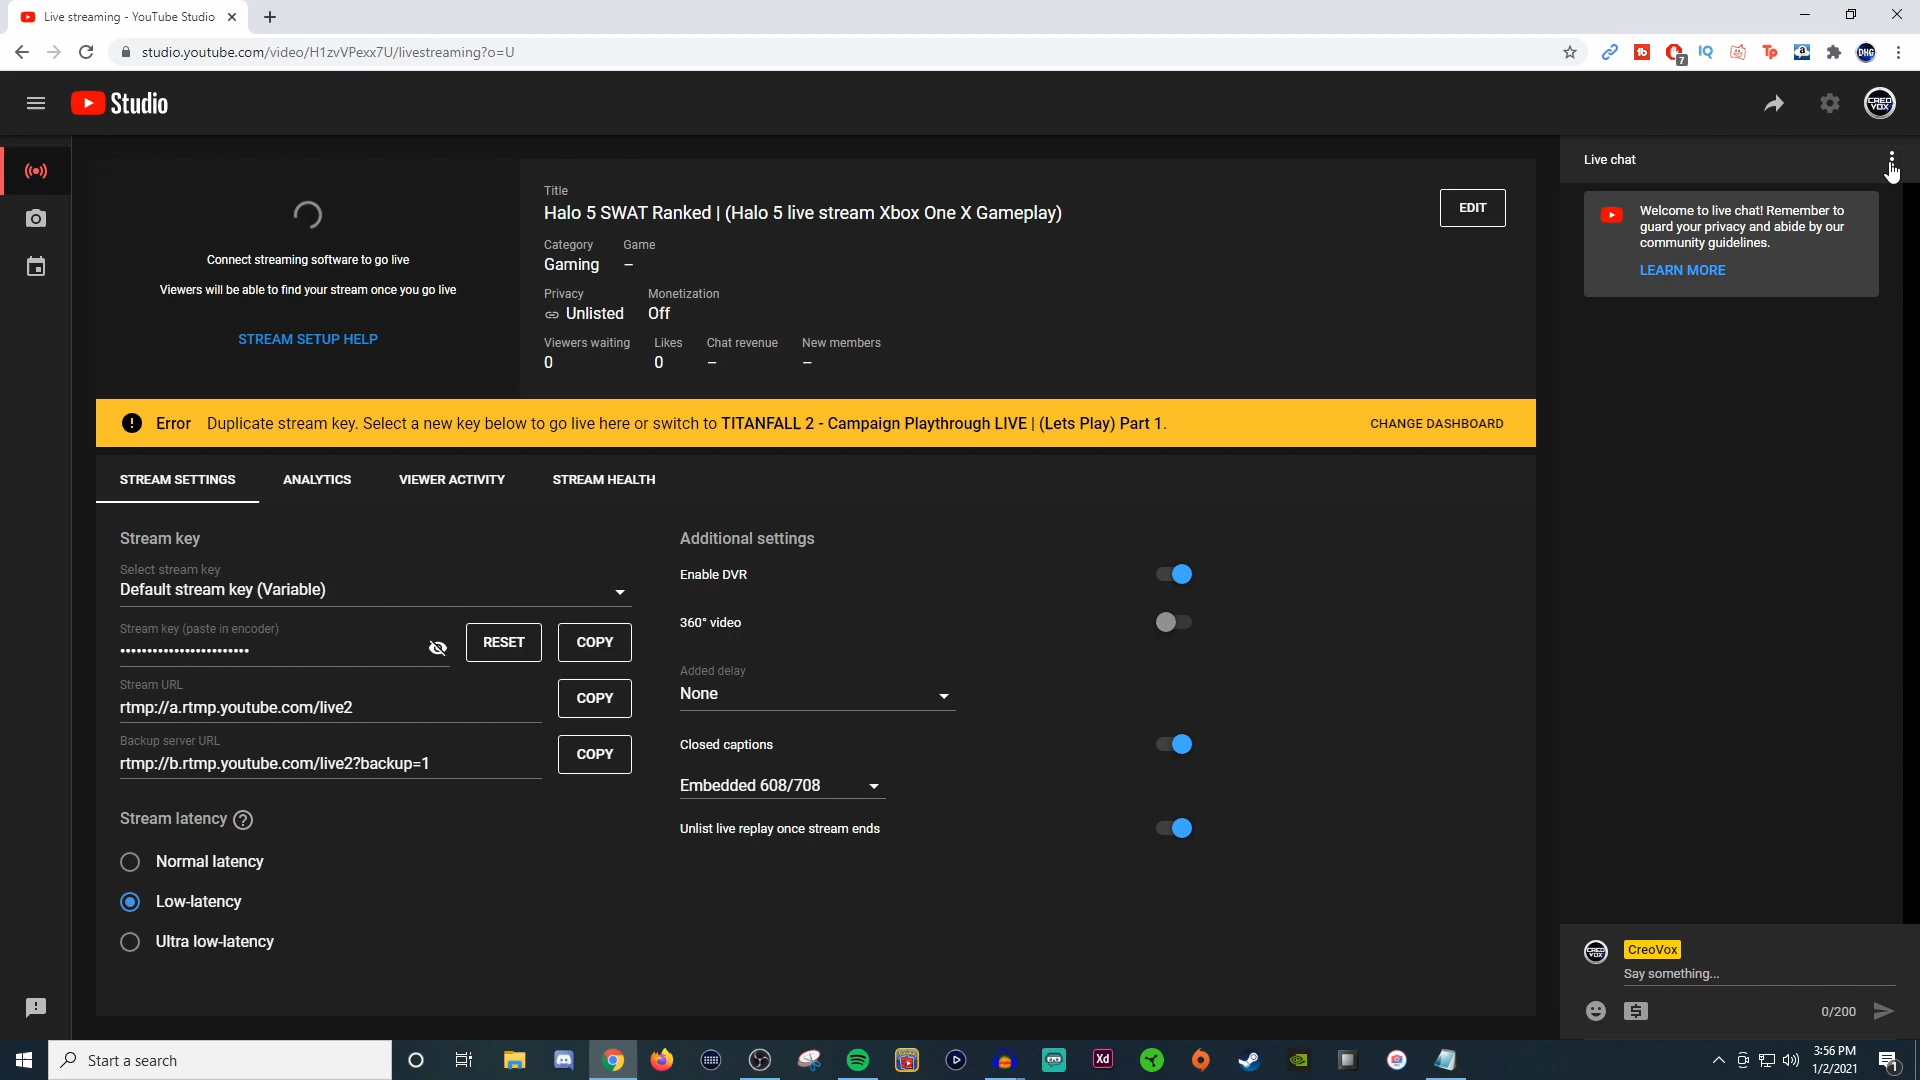 Live streaming - YouTube Studio
studio.youtube.com/video/H1zvVPexx7U/livestreaming?o=U
7
DHG
Studio
CREO VOX
Title
Halo 5 SWAT Ranked | (Halo 5 live stream Xbox One X Gameplay)
EDIT
Connect streaming software to go live
Viewers will be able to find your stream once you go live
STREAM SETUP HELP
Category Game
Gaming –
Privacy Monetization
Unlisted Off
Viewers waiting Likes Chat revenue New members
0 0 – –
Error Duplicate stream key. Select a new key below to go live here or switch to TITANFALL 2 - Campaign Playthrough LIVE | (Lets Play) Part 1.
CHANGE DASHBOARD
STREAM SETTINGS ANALYTICS VIEWER ACTIVITY STREAM HEALTH
Stream key
Select stream key
Default stream key (Variable)
Stream key (paste in encoder)
••••••••••••••••••••••••
RESET COPY
Stream URL
rtmp://a.rtmp.youtube.com/live2
COPY
Backup server URL
rtmp://b.rtmp.youtube.com/live2?backup=1
COPY
Stream latency ?
Normal latency
Low-latency
Ultra low-latency
Additional settings
Enable DVR
360° video
Added delay
None
Closed captions
Embedded 608/708
Unlist live replay once stream ends
Live chat
Welcome to live chat! Remember to
guard your privacy and abide by our
community guidelines.
LEARN MORE
CREO VOX
CreoVox
Say something...
0/200
Start a search
Xd
3:56 PM
1/2/2021
1